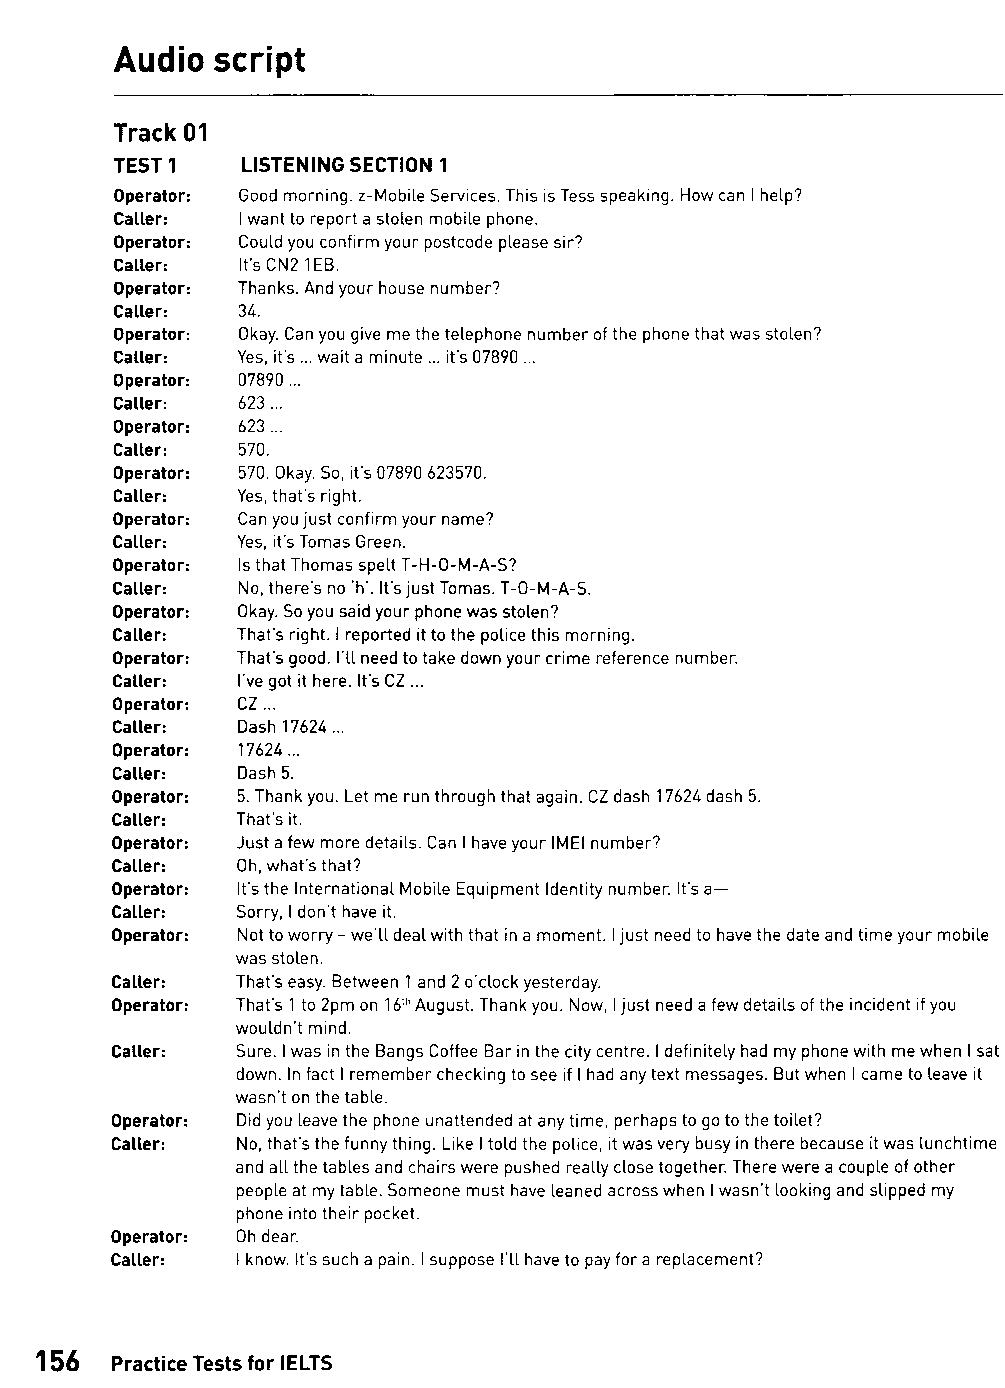 Audio script
Track 01
TEST 1 LISTENING SECTION 1
Operator: Good morning. z-Mobile Services. This is Tess speaking. How can I help?
Caller: I want to report a stolen mobile phone.
Operator: Could you confirm your postcode please sir?
Caller: It's CN2 1EB.
Operator: Thanks. And your house number?
Caller: 34.
Operator: Okay. Can you give me the telephone number of the phone that was stolen?
Caller: Yes, it's ... wait a minute ... it's 07890 ...
Operator: 07890 ...
Caller: 623 ...
Operator: 623 ...
Caller: 570.
Operator: 570. Okay. So, it's 07890 623570.
Caller: Yes, that's right.
Operator: Can you just confirm your name?
Caller: Yes, it's Tomas Green.
Operator: Is that Thomas spelt T-H-O-M-A-S?
Caller: No, there's no 'h'. It's just Tomas. T-O-M-A-S.
Operator: Okay. So you said your phone was stolen?
Caller: That's right. I reported it to the police this morning.
Operator: That's good. I'll need to take down your crime reference number.
Caller: I've got it here. It's CZ ...
Operator: CZ ...
Caller: Dash 17624 ...
Operator: 17624 ...
Caller: Dash 5.
Operator: 5. Thank you. Let me run through that again. CZ dash 17624 dash 5.
Caller: That's it.
Operator: Just a few more details. Can I have your IMEI number?
Caller: Oh, what's that?
Operator: It's the International Mobile Equipment Identity number. It's a—
Caller: Sorry, I don't have it.
Operator: Not to worry – we'll deal with that in a moment. I just need to have the date and time your mobile
was stolen.
Caller: That's easy. Between 1 and 2 o'clock yesterday.
Operator: That's 1 to 2pm on 16th August. Thank you. Now, I just need a few details of the incident if you
wouldn't mind.
Caller: Sure. I was in the Bangs Coffee Bar in the city centre. I definitely had my phone with me when I sat
down. In fact I remember checking to see if I had any text messages. But when I came to leave it
wasn't on the table.
Operator: Did you leave the phone unattended at any time, perhaps to go to the toilet?
Caller: No, that's the funny thing. Like I told the police, it was very busy in there because it was lunchtime
and all the tables and chairs were pushed really close together. There were a couple of other
people at my table. Someone must have leaned across when I wasn't looking and slipped my
phone into their pocket.
Operator: Oh dear.
Caller: I know. It's such a pain. I suppose I'll have to pay for a replacement?
156 Practice Tests for IELTS